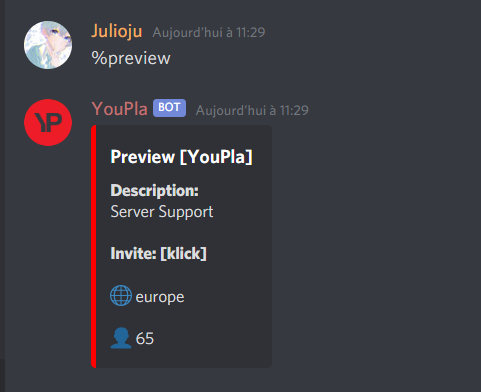 Julioju Aujourd'hui à 11:29
%preview
YP
YouPla BOT Aujourd'hui à 11:29
Preview [YouPla]
Description:
Server Support
Invite: [klick]
europe
65